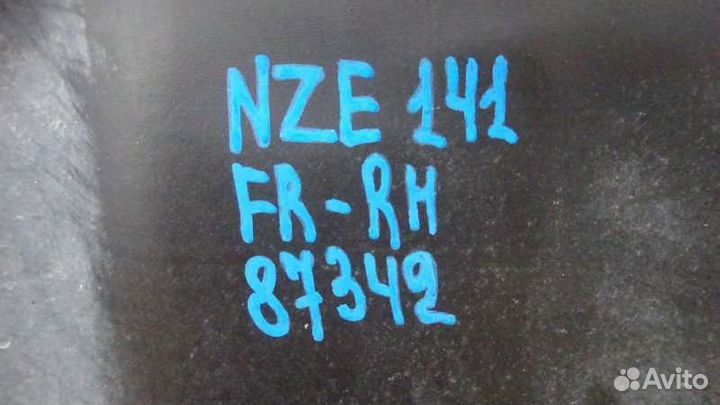 NZE 141
FR-RH
87342
Avito